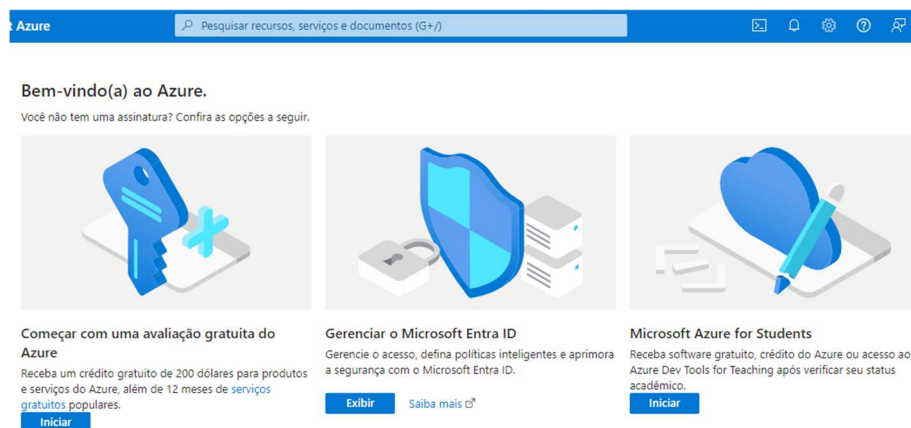 t Azure
Pesquisar recursos, serviços e documentos (G+/)
Bem-vindo(a) ao Azure.
Você não tem uma assinatura? Confira as opções a seguir.
Começar com uma avaliação gratuita do
Azure
Receba um crédito gratuito de 200 dólares para produtos
e serviços do Azure, além de 12 meses de serviços
gratuitos populares.
Iniciar
Gerenciar o Microsoft Entra ID
Gerencie o acesso, defina políticas inteligentes e aprimora
a segurança com o Microsoft Entra ID.
Exibir Saiba mais
Microsoft Azure for Students
Receba software gratuito, crédito do Azure ou acesso ao
Azure Dev Tools for Teaching após verificar seu status
acadêmico.
Iniciar